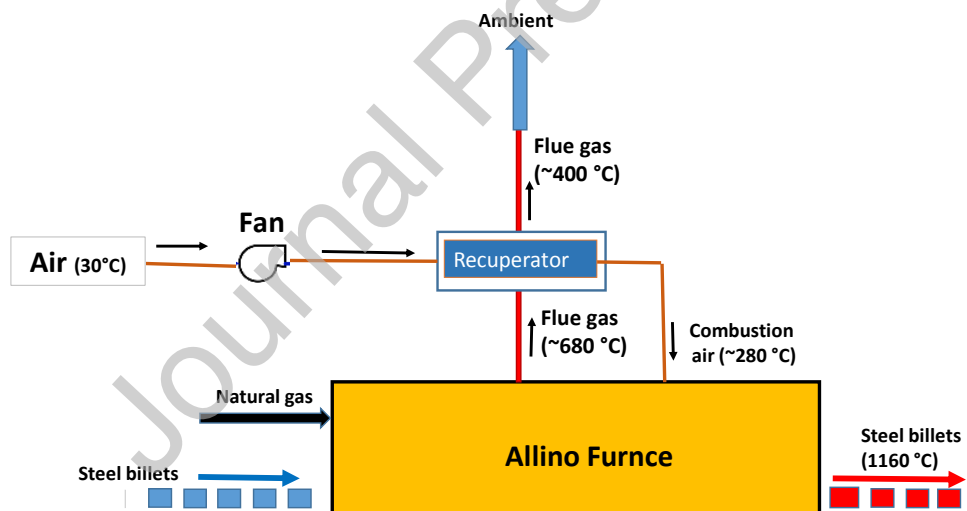 Ambient
Flue gas
(~400 °C)
Fan
Air (30°C)
Recuperator
Flue gas
(~680 °C)
Combustion
air (~280 °C)
Natural gas
Steel billets
Allino Furnce
Steel billets
(1160 °C)
Journal Pre